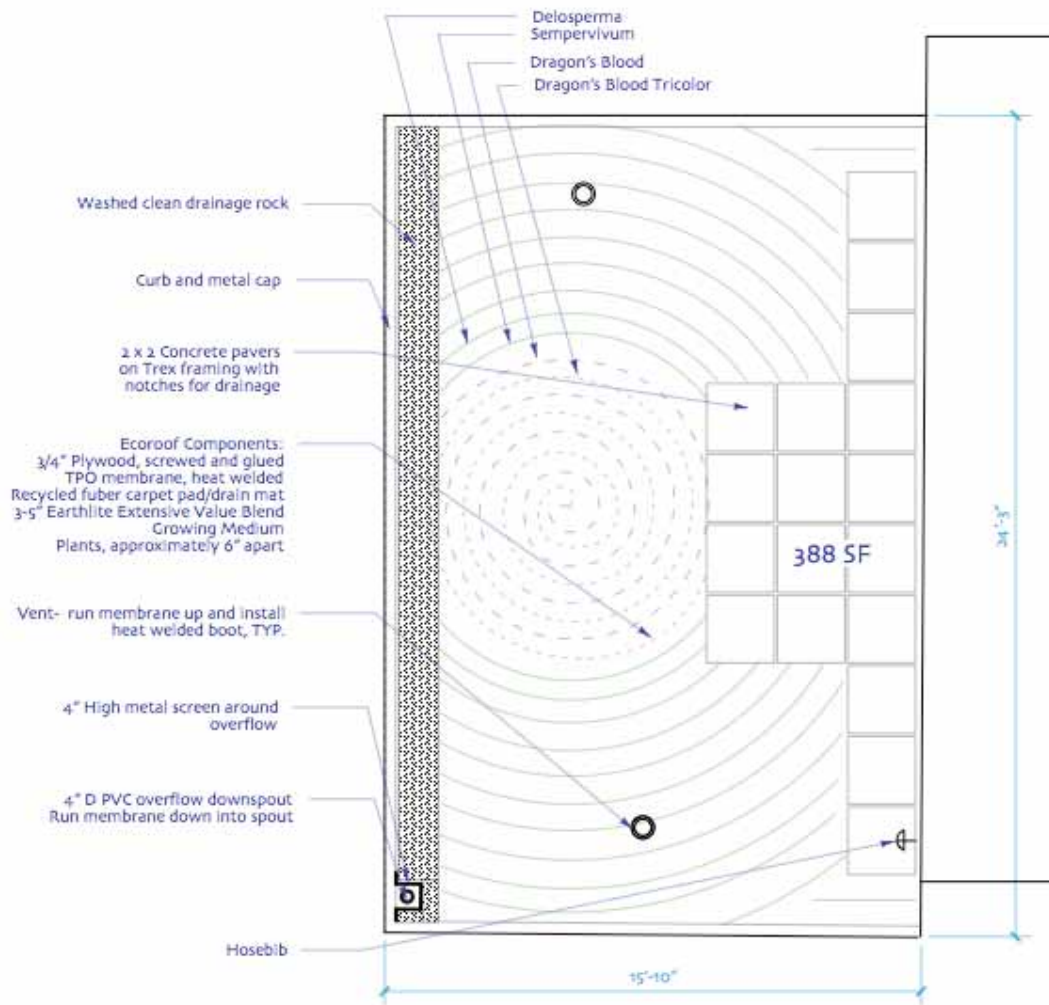 Delosperma
Sempervivum
Dragon's Blood
Dragon's Blood Tricolor
Washed clean drainage rock
Curb and metal cap
2 x 2 Concrete pavers
on Trex framing with
notches for drainage
Ecoroof Components:
3/4" Plywood, screwed and glued
TPO membrane, heat welded
Recycled fuber carpet pad/drain mat
3-5" Earthlite Extensive Value Blend
Growing Medium
Plants, approximately 6" apart
388 SF
24'-3"
Vent- run membrane up and install
heat welded boot, TYP.
4" High metal screen around
overflow
4" D PVC overflow downspout
Run membrane down into spout
Hosebib
15'-10"